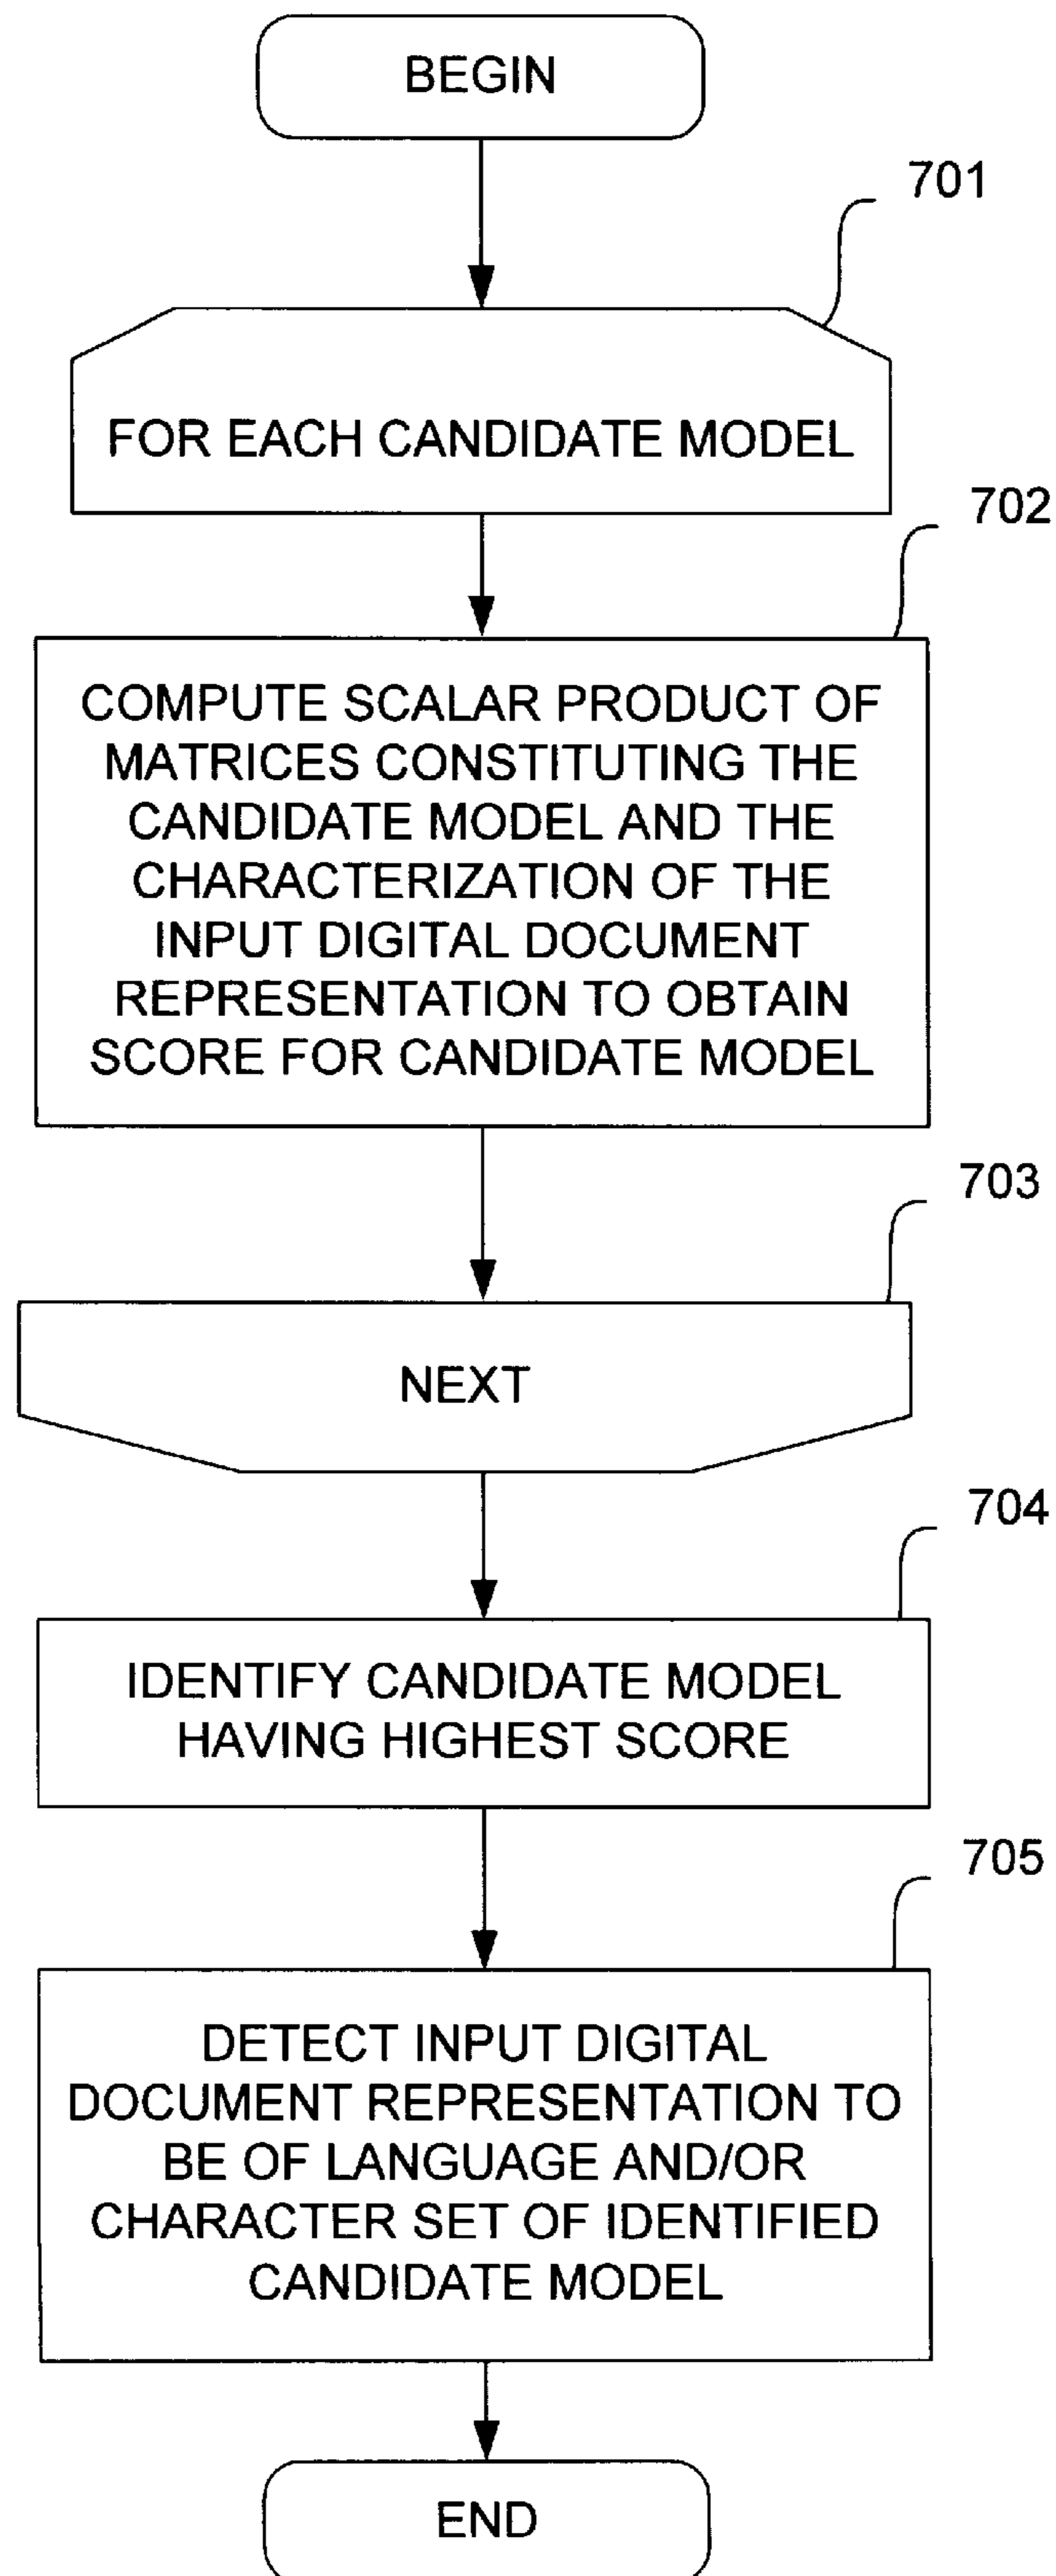 BEGIN
701
FOR EACH CANDIDATE MODEL
702
COMPUTE SCALAR PRODUCT OF
MATRICES CONSTITUTING THE
CANDIDATE MODEL AND THE
CHARACTERIZATION OF THE
INPUT DIGITAL DOCUMENT
REPRESENTATION TO OBTAIN
SCORE FOR CANDIDATE MODEL
703
NEXT
704
IDENTIFY CANDIDATE MODEL
HAVING HIGHEST SCORE
705
DETECT INPUT DIGITAL
DOCUMENT REPRESENTATION TO
BE OF LANGUAGE AND/OR
CHARACTER SET OF IDENTIFIED
CANDIDATE MODEL
END